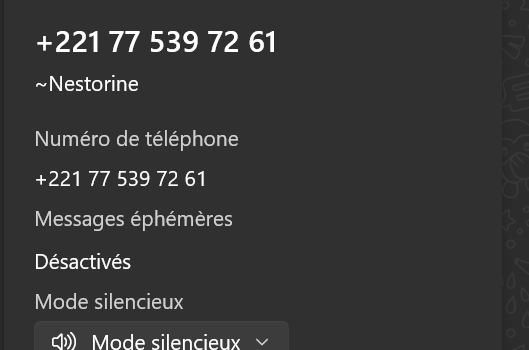 +221 77 539 72 61
~Nestorine
Numéro de téléphone
+221 77 539 72 61
Messages éphémères
Désactivés
Mode silencieux
Mode silencieux